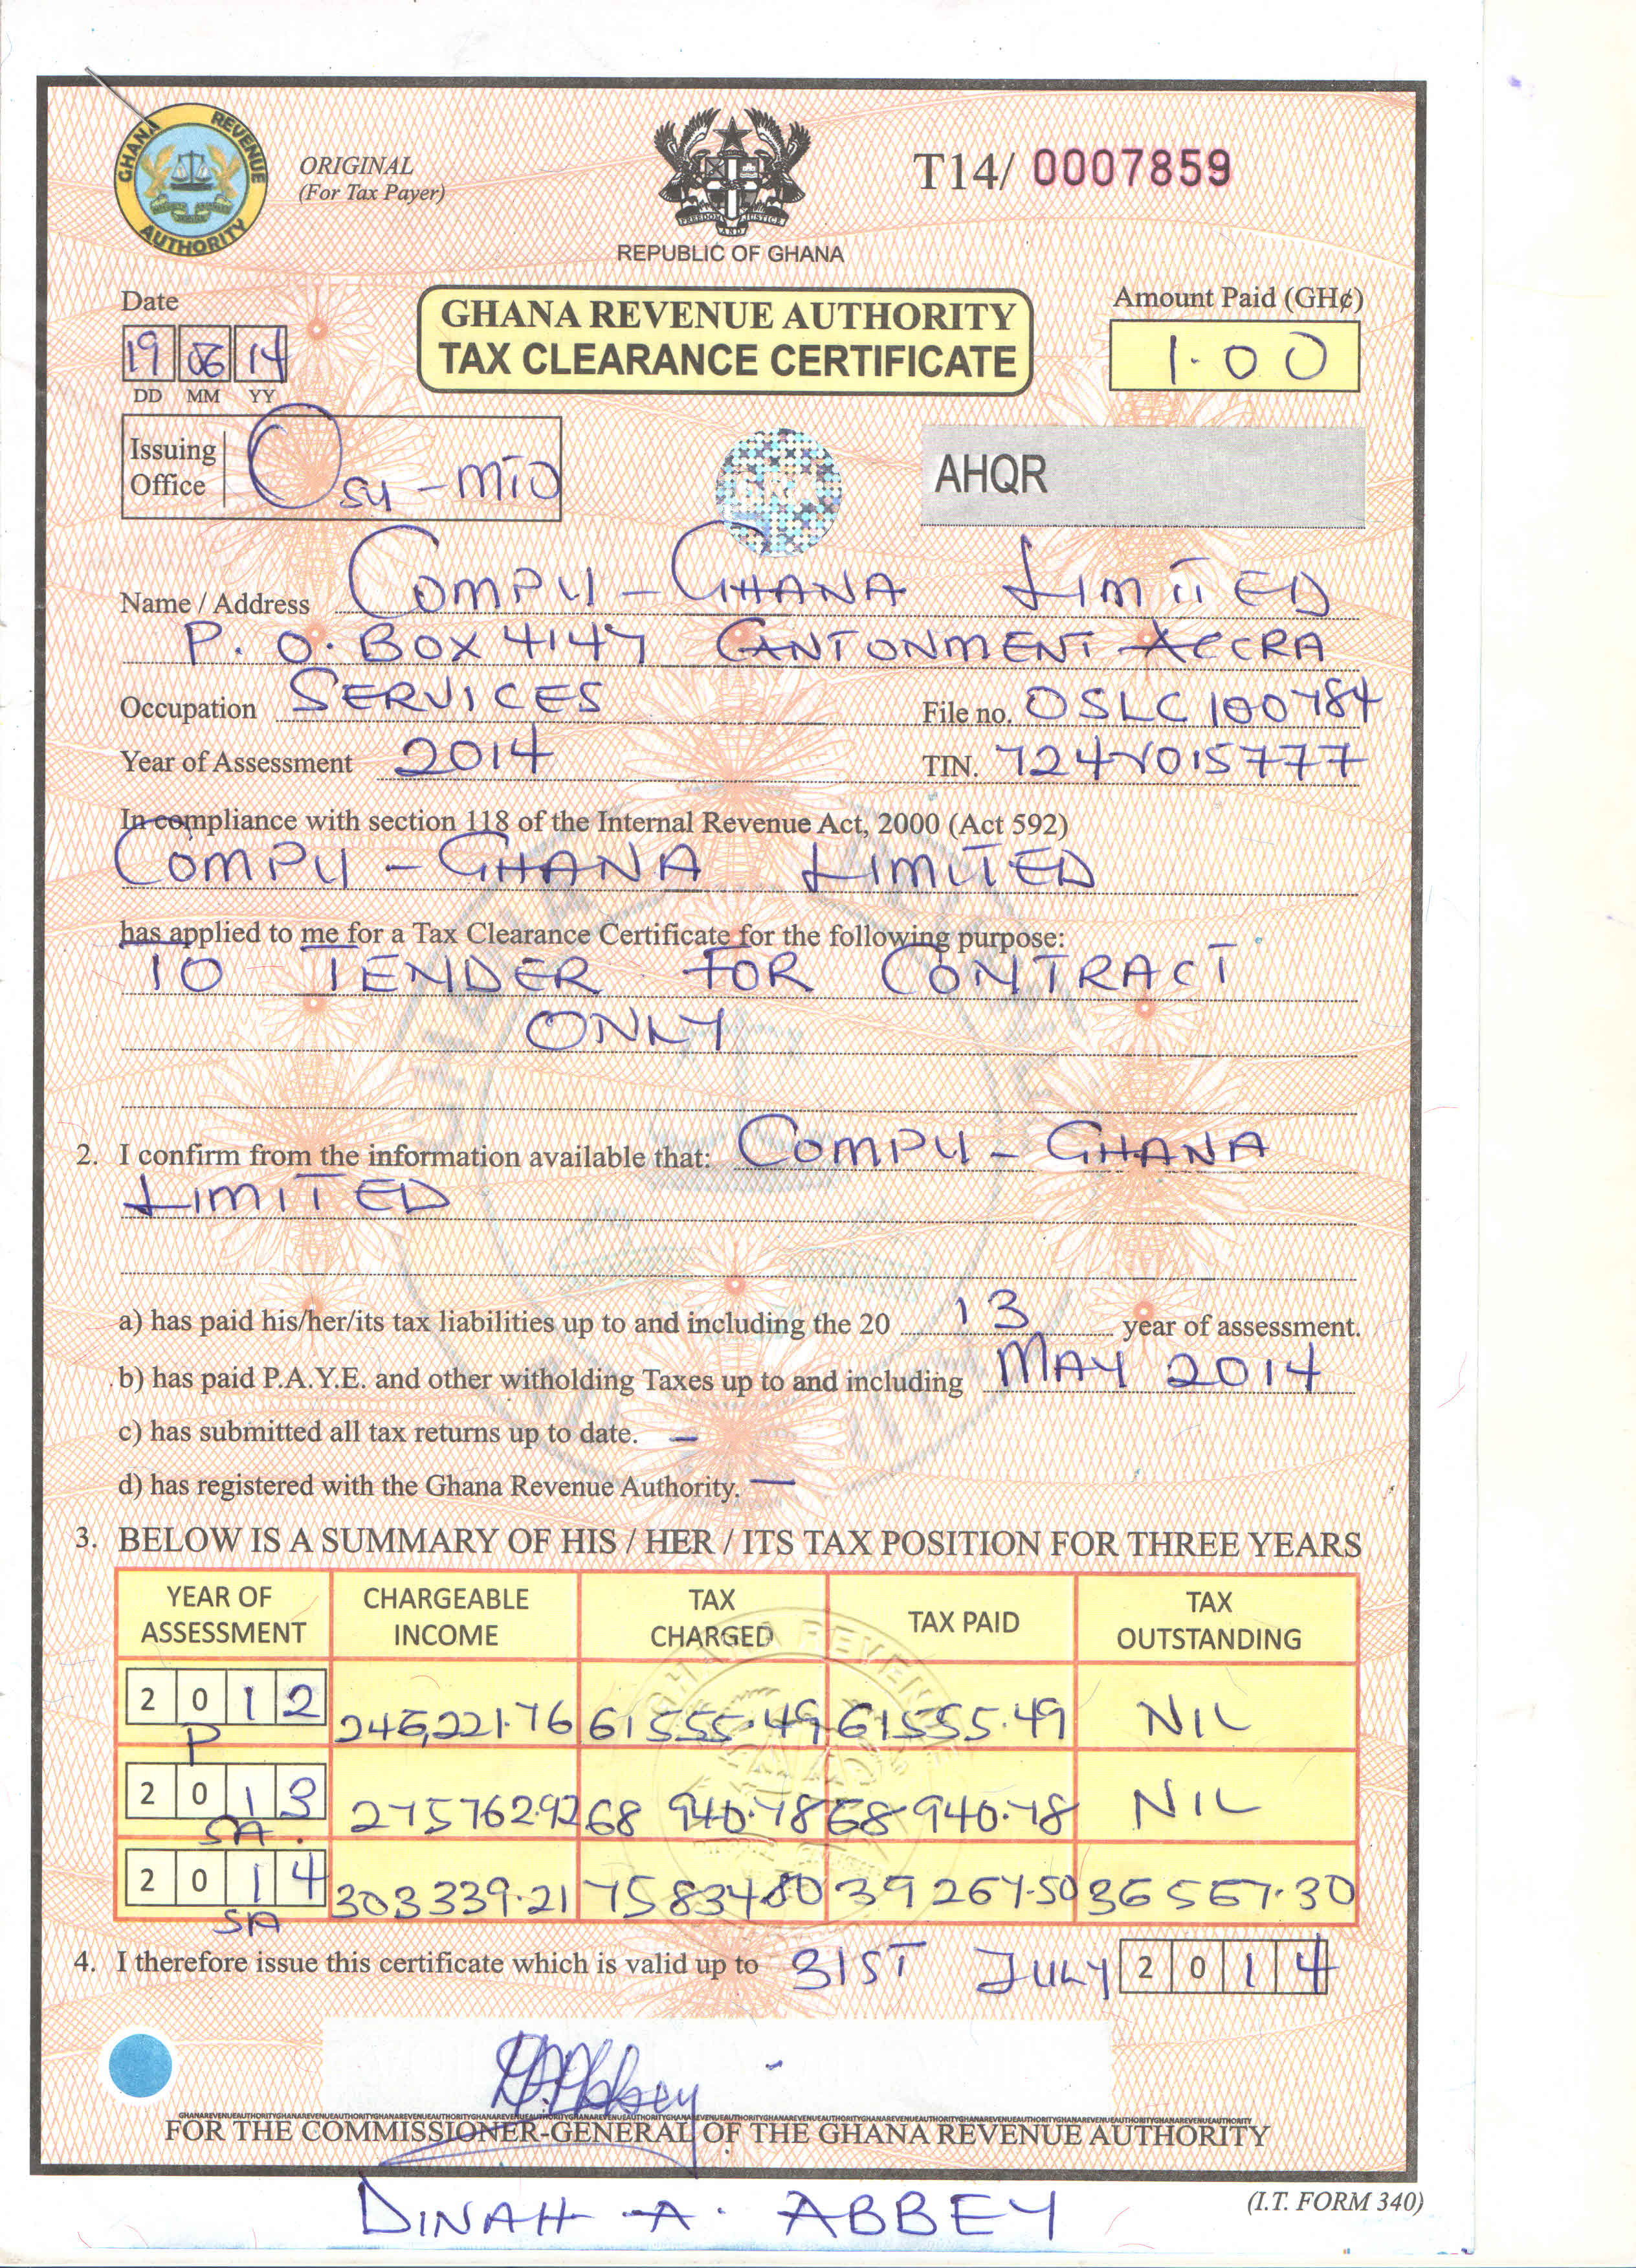 GHANA REVENUE AUTHORITY
ORIGINAL
(For Tax Payer)
FREEDOM AND JUSTICE
REPUBLIC OF GHANA
T14/ 0007859
Date
19 06 14
DD MM YY
GHANA REVENUE AUTHORITY
TAX CLEARANCE CERTIFICATE
Amount Paid (GH¢)
1.00
Issuing
Office
Osu - MTO
GRA
AHQR
Name / Address COMPU - GHANA LIMITED
P. O. BOX 4147 CANTONMENT ACCRA
Occupation SERVICES File no. OSLC100784
Year of Assessment 2014 TIN. 724V015777
In compliance with section 118 of the Internal Revenue Act, 2000 (Act 592)
COMPU - GHANA LIMITED
has applied to me for a Tax Clearance Certificate for the following purpose:
TO TENDER FOR CONTRACT
ONLY
2. I confirm from the information available that: COMPU - GHANA
LIMITED
a) has paid his/her/its tax liabilities up to and including the 20 13 year of assessment.
b) has paid P.A.Y.E. and other witholding Taxes up to and including MAY 2014
c) has submitted all tax returns up to date. —
d) has registered with the Ghana Revenue Authority. —
3. BELOW IS A SUMMARY OF HIS / HER / ITS TAX POSITION FOR THREE YEARS
YEAR OF ASSESSMENT CHARGEABLE INCOME TAX CHARGED TAX PAID TAX OUTSTANDING
2012 246,221.76 61555.49 61555.49 NIL
P
2013 275762.92 68 940.78 68 940.78 NIL
SA.
2014 303339.21 75834.80 39267.50 36567.30
SA
4. I therefore issue this certificate which is valid up to 31ST JULY 2014
FOR THE COMMISSIONER-GENERAL OF THE GHANA REVENUE AUTHORITY
DINAH A. ABBEY
(I.T. FORM 340)